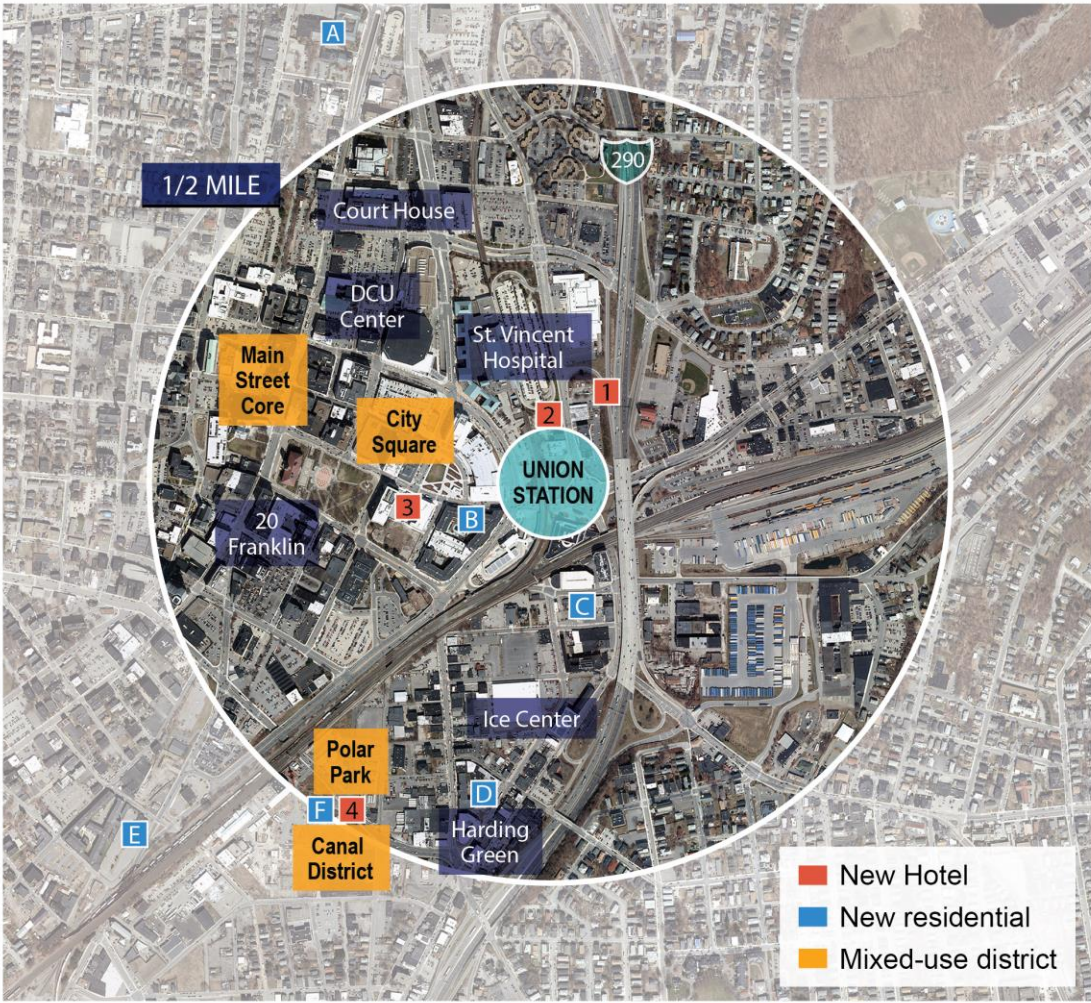 A
290
1/2 MILE
Court House
DCU
Center
St. Vincent
Hospital
Main
Street
Core
1
2
City
Square
UNION
STATION
3
B
20
Franklin
C
Ice Center
Polar
Park
D
F
4
E
Harding
Green
Canal
District
New Hotel
New residential
Mixed-use district